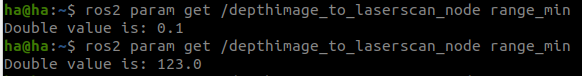 ha@ha:~$ ros2 param get /depthimage_to_laserscan_node range_min
Double value is: 0.1
ha@ha:~$ ros2 param get /depthimage_to_laserscan_node range_min
Double value is: 123.0